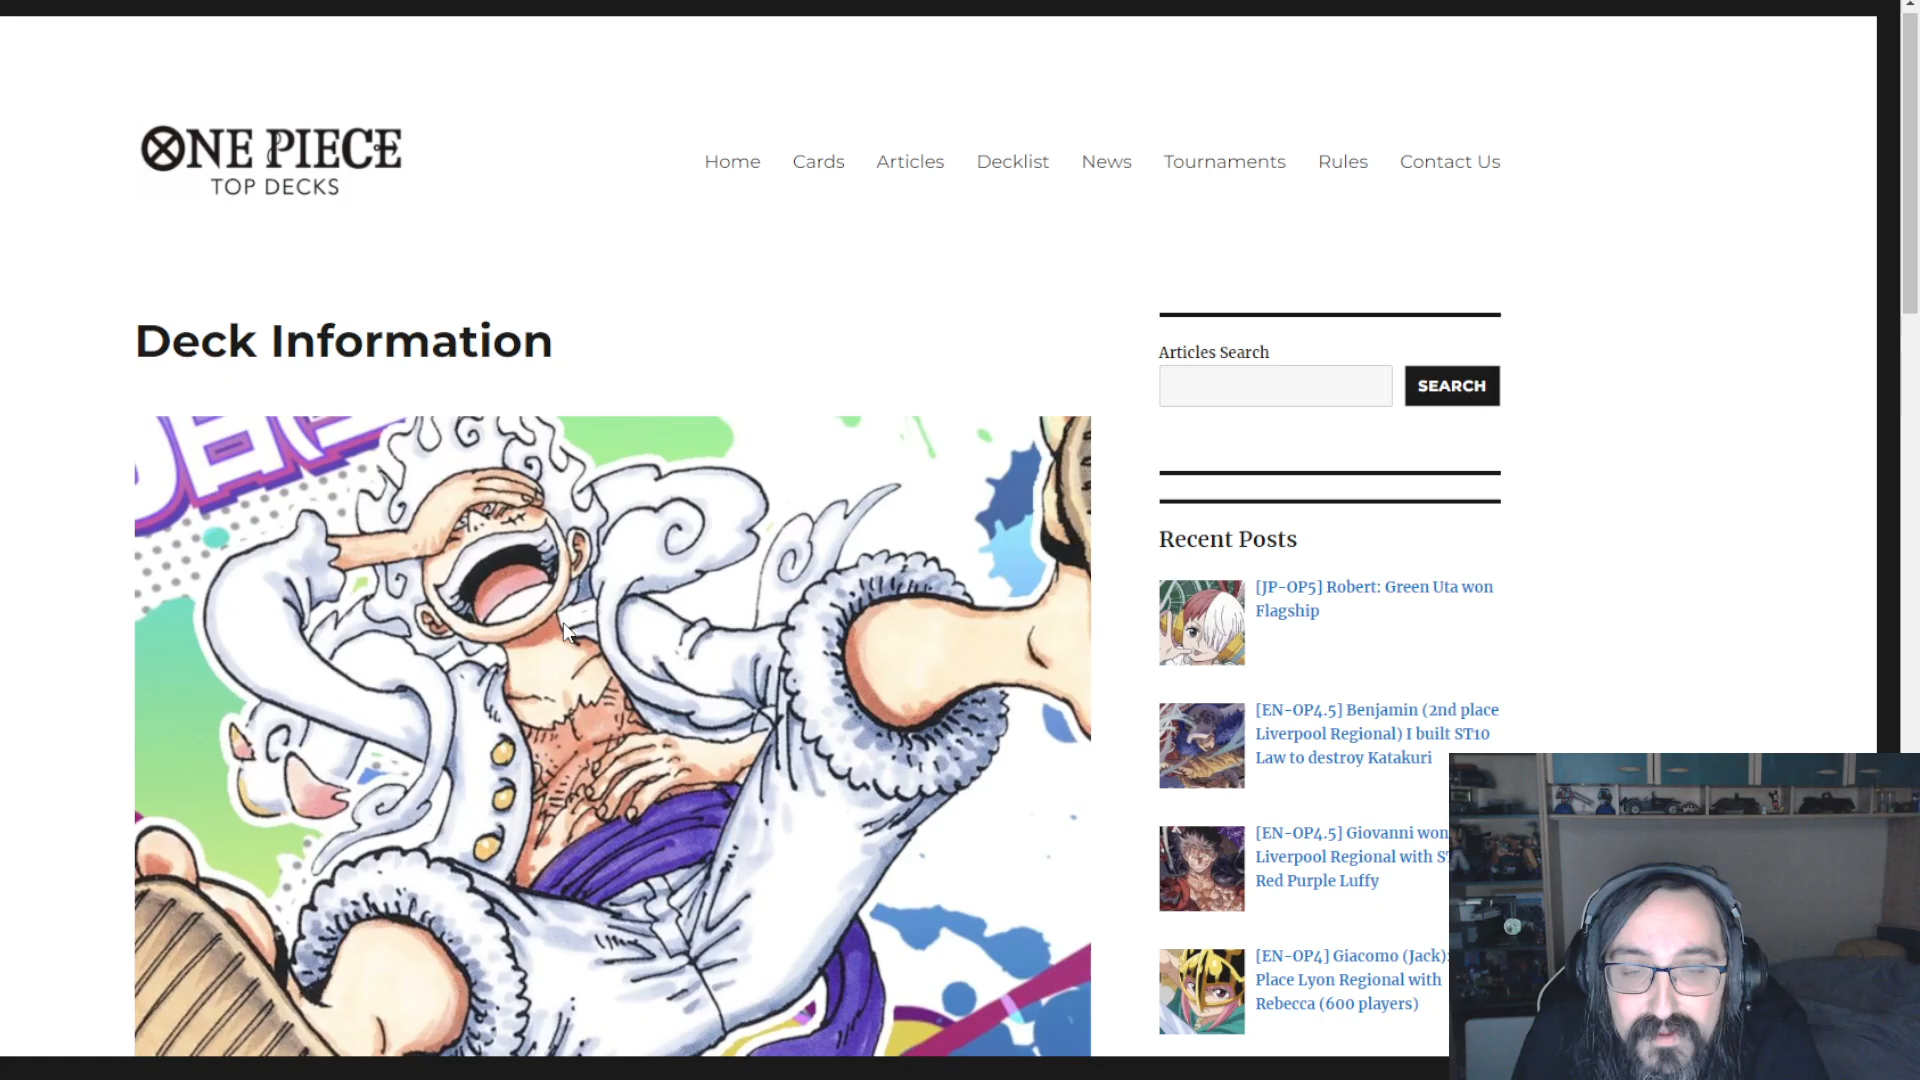 ONE PIECE
TOP DECKS
Home Cards Articles Decklist News Tournaments Rules Contact Us
Deck Information
Articles Search
SEARCH
Recent Posts
[JP-OP5] Robert: Green Uta won
Flagship
[EN-OP4.5] Benjamin (2nd place
Liverpool Regional) I built ST10
Law to destroy Katakuri
[EN-OP4.5] Giovanni won
Liverpool Regional with
Red Purple Luffy
[EN-OP4] Giacomo (Jack):
Place Lyon Regional with
Rebecca (600 players)